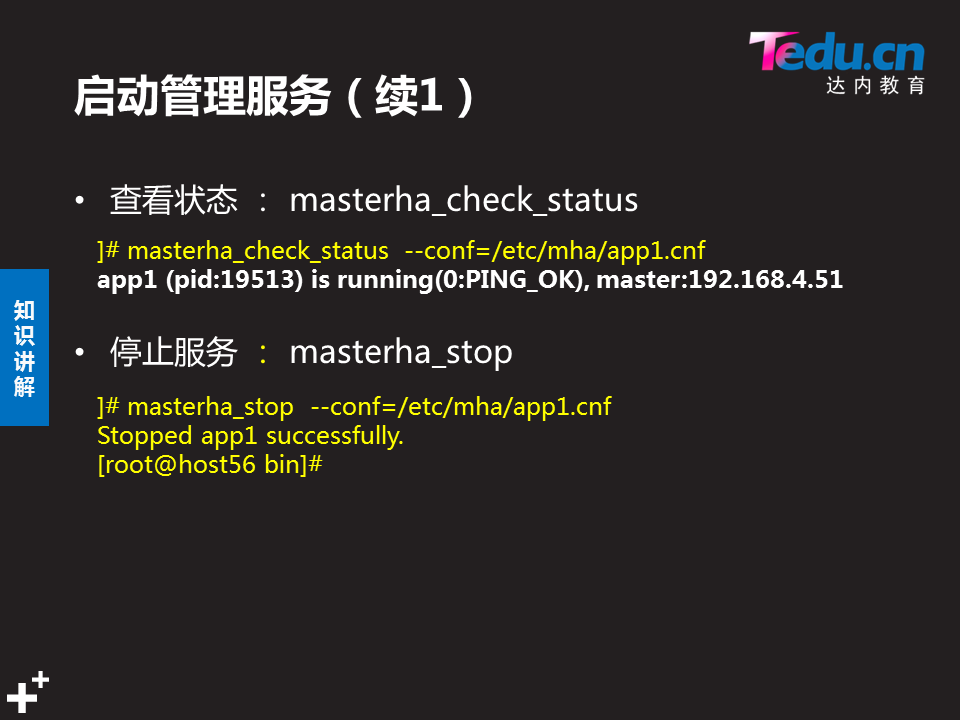 Tedu.cn
达内教育
启动管理服务（续1）
• 查看状态 ： masterha_check_status
]# masterha_check_status --conf=/etc/mha/app1.cnf
app1 (pid:19513) is running(0:PING_OK), master:192.168.4.51
知识讲解
• 停止服务 ： masterha_stop
]# masterha_stop --conf=/etc/mha/app1.cnf
Stopped app1 successfully.
[root@host56 bin]#